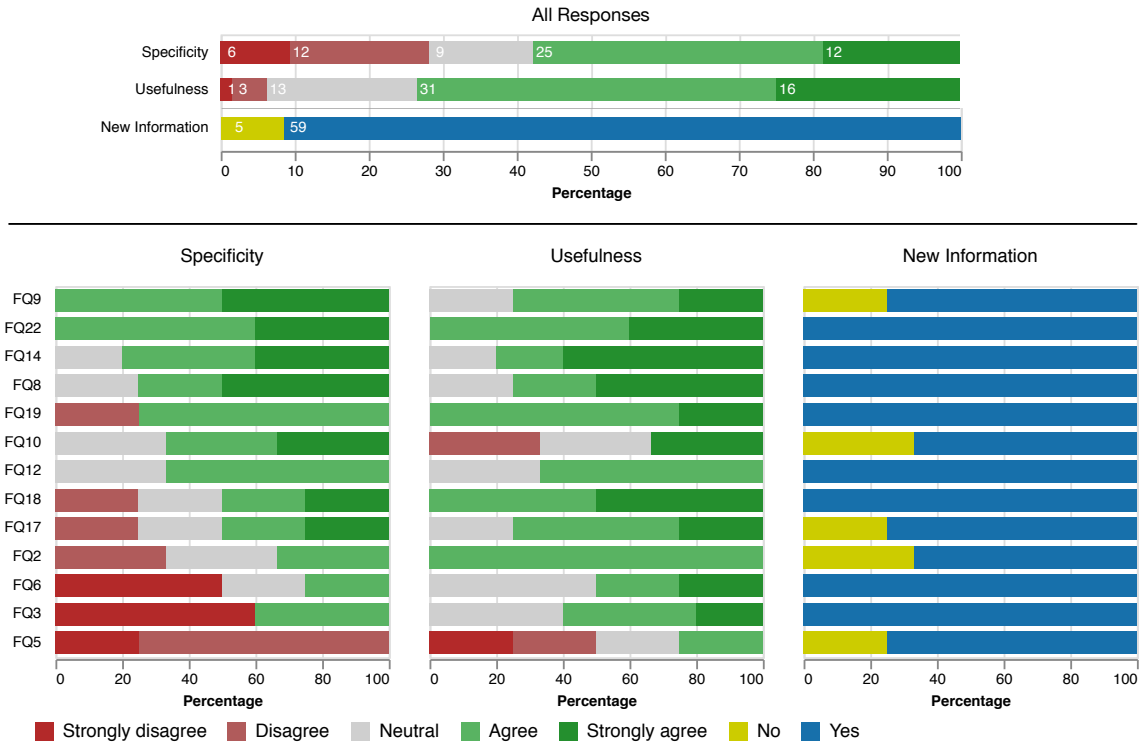 All Responses
Specificity 6 12 9 25 12
Usefulness 1 3 13 31 16
New Information 5 59
0 10 20 30 40 50 60 70 80 90 100
Percentage
Specificity Usefulness New Information
FQ9
FQ22
FQ14
FQ8
FQ19
FQ10
FQ12
FQ18
FQ17
FQ2
FQ6
FQ3
FQ5
0 20 40 60 80 100 0 20 40 60 80 100 0 20 40 60 80 100
Percentage Percentage Percentage
Strongly disagree Disagree Neutral Agree Strongly agree No Yes